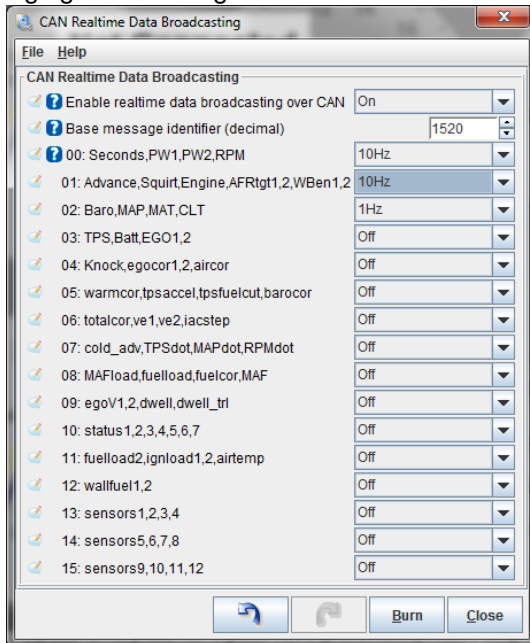 CAN Realtime Data Broadcasting
File Help
CAN Realtime Data Broadcasting
Enable realtime data broadcasting over CAN On
Base message identifier (decimal) 1520
00: Seconds,PW1,PW2,RPM 10Hz
01: Advance,Squirt,Engine,AFRtgt1,2,WBen1,2 10Hz
02: Baro,MAP,MAT,CLT 1Hz
03: TPS,Batt,EGO1,2 Off
04: Knock,egocor1,2,aircor Off
05: warmcor,tpsaccel,tpsfuelcut,barocor Off
06: totalcor,ve1,ve2,iacstep Off
07: cold_adv,TPSdot,MAPdot,RPMdot Off
08: MAFload,fuelload,fuelcor,MAF Off
09: egoV1,2,dwell,dwell_trl Off
10: status1,2,3,4,5,6,7 Off
11: fuelload2,ignload1,2,airtemp Off
12: wallfuel1,2 Off
13: sensors1,2,3,4 Off
14: sensors5,6,7,8 Off
15: sensors9,10,11,12 Off
Burn Close